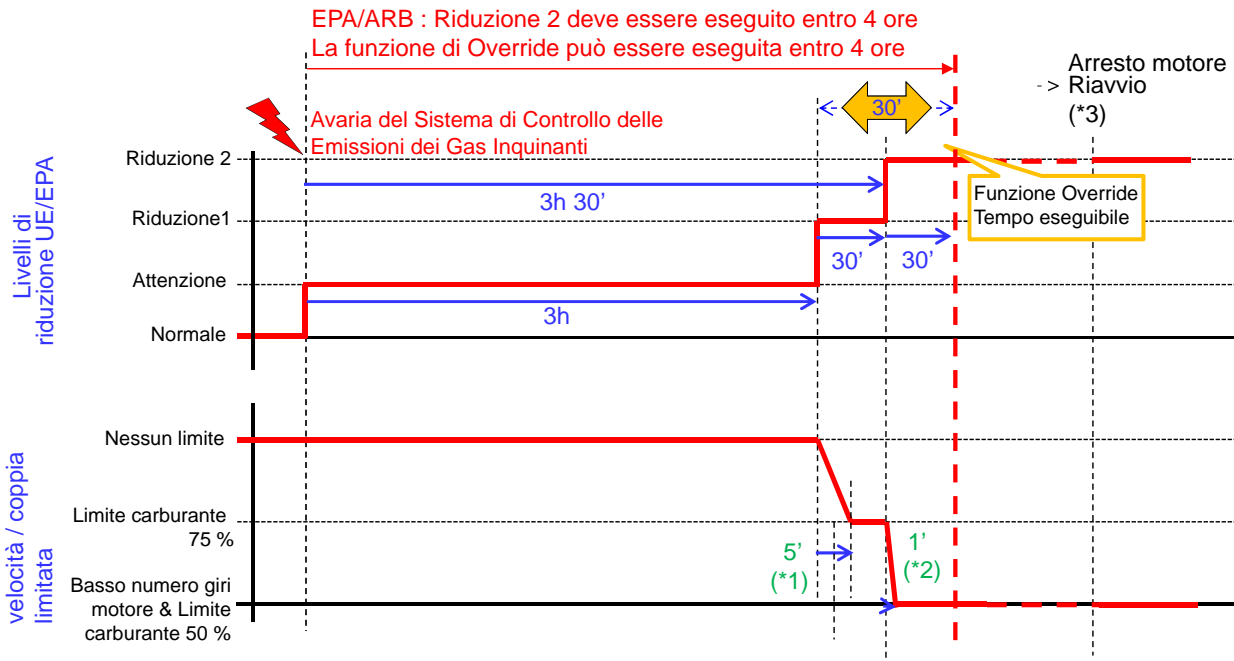 EPA/ARB : Riduzione 2 deve essere eseguito entro 4 ore
La funzione di Override può essere eseguita entro 4 ore
Arresto motore
-> Riavvio
(*3)
30’
Avaria del Sistema di Controllo delle
Emissioni dei Gas Inquinanti
Livelli di
riduzione UE/EPA
Riduzione 2
3h 30’
Funzione Override
Tempo eseguibile
Riduzione1
30’
30’
Attenzione
3h
Normale
velocità / coppia
limitata
Nessun limite
Limite carburante
75 %
5’
(*1)
1’
(*2)
Basso numero giri
motore & Limite
carburante 50 %